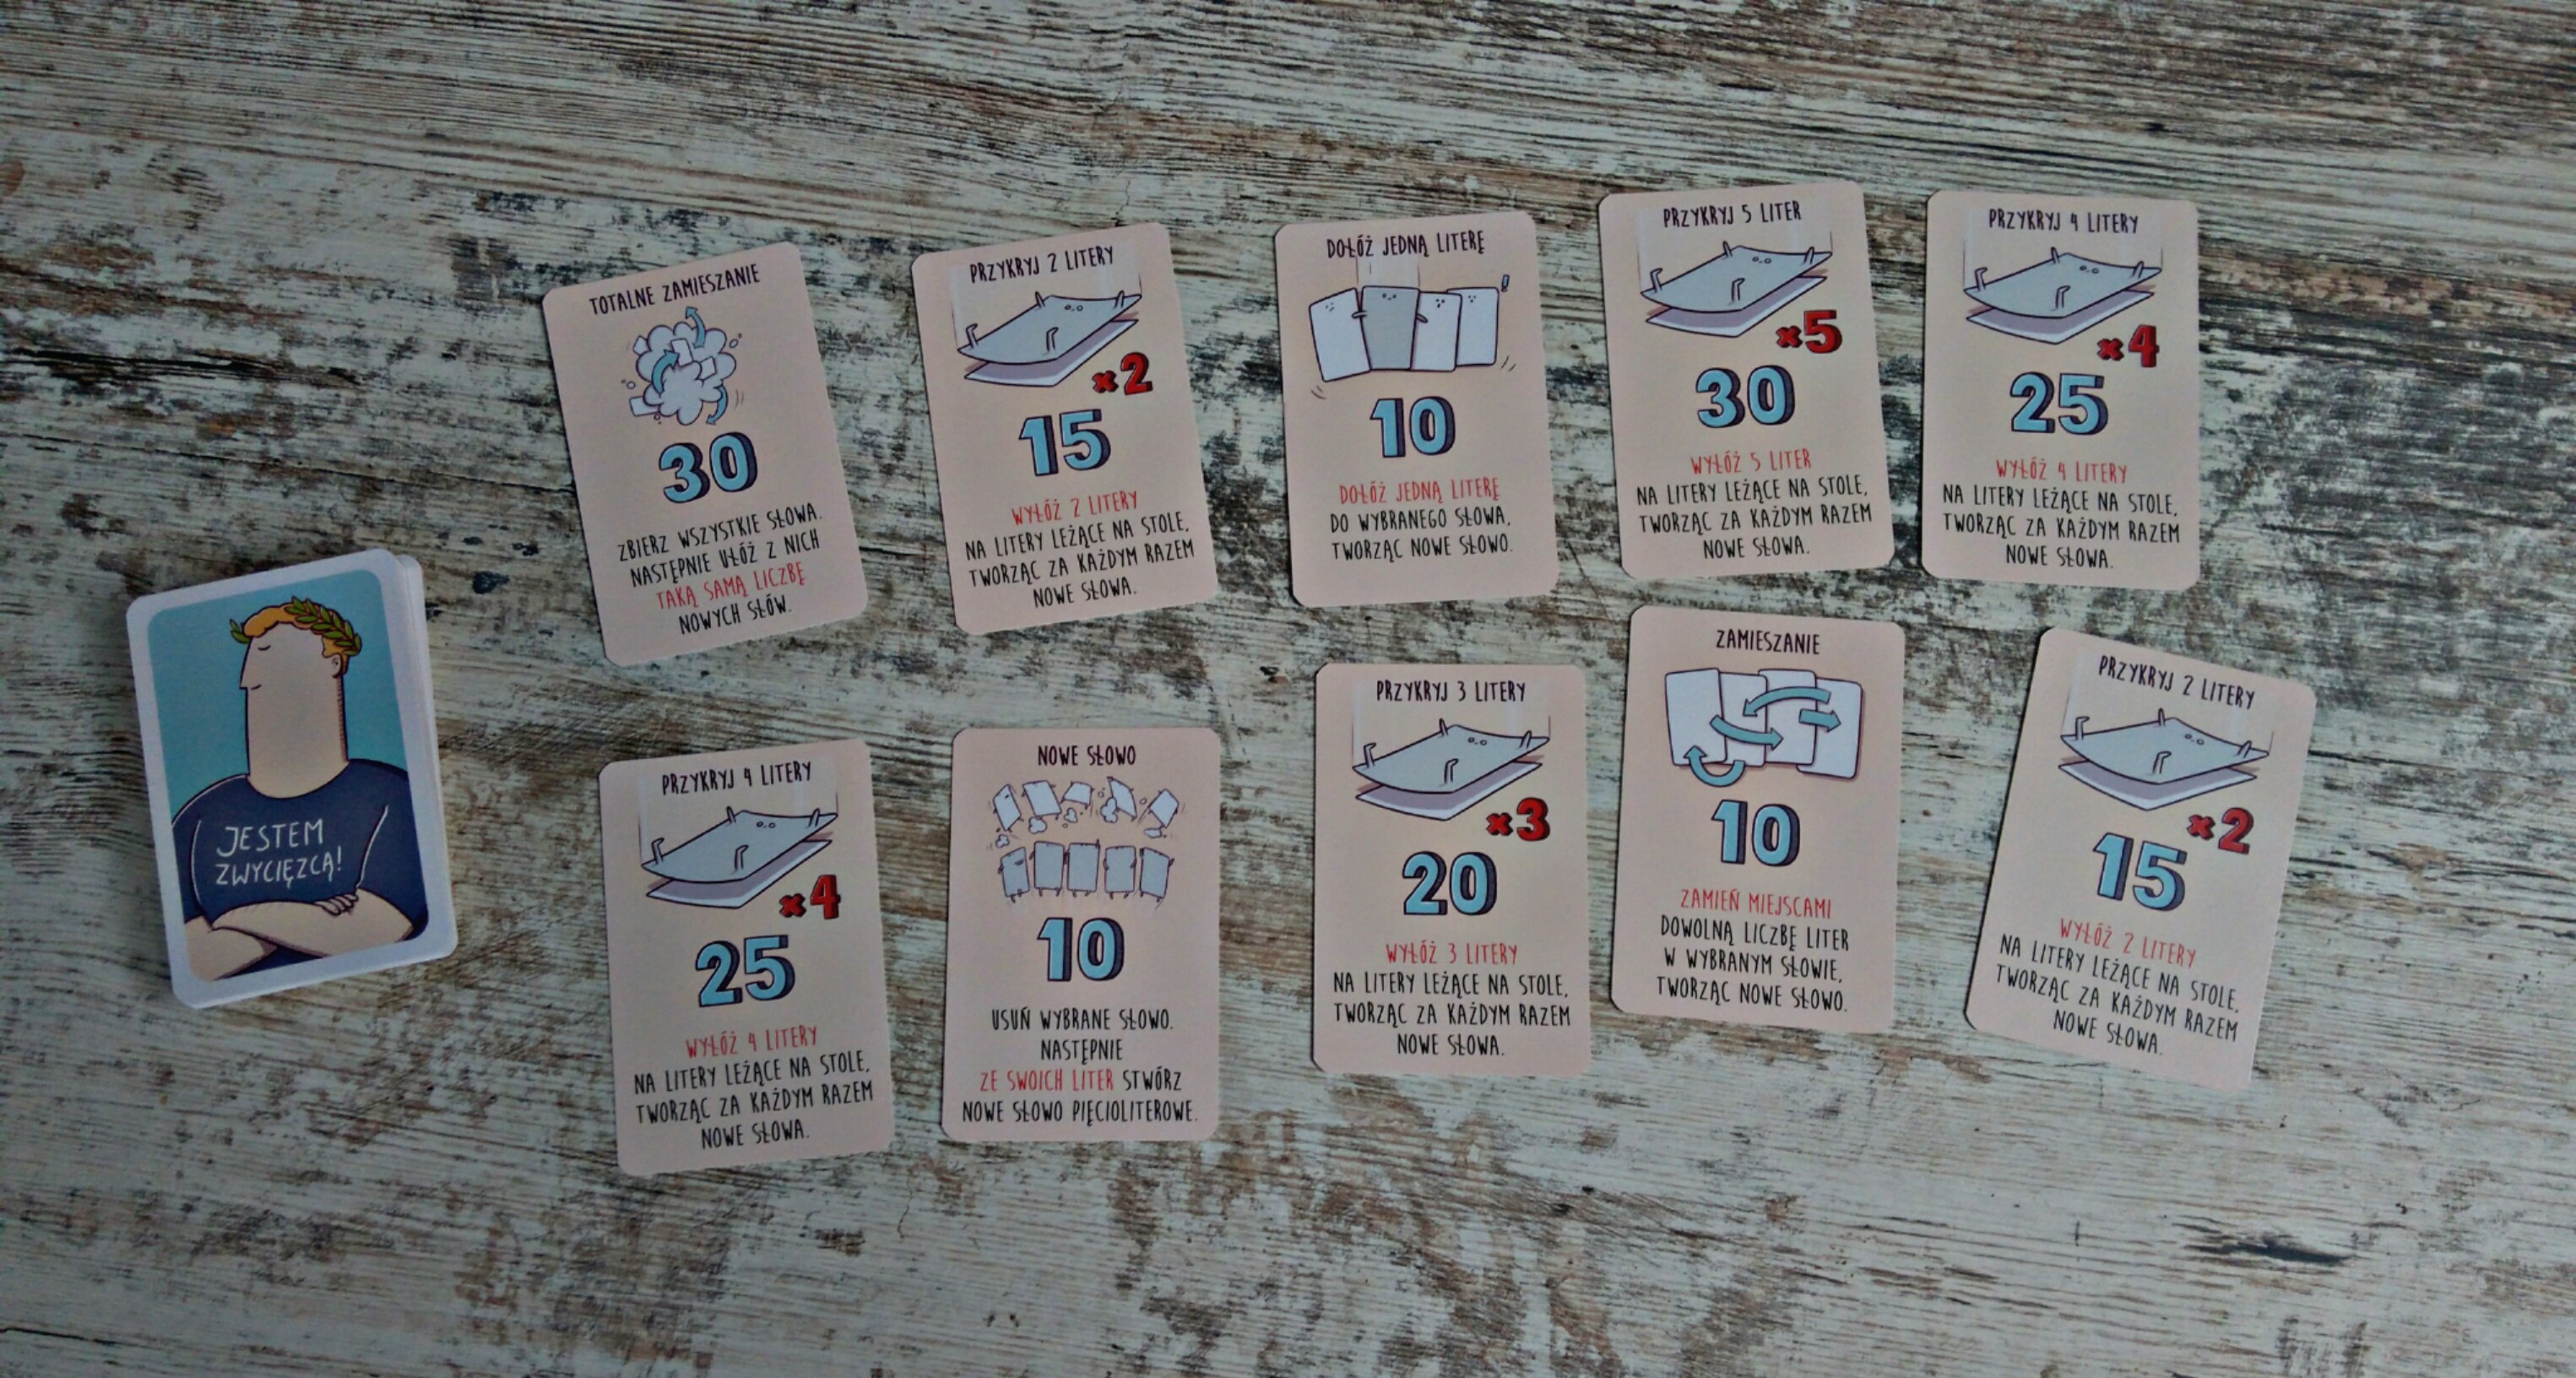 TOTALNE ZAMIESZANIE
30
ZBIERZ WSZYSTKIE SŁOWA.
NASTĘPNIE UŁÓŻ Z NICH
TAKĄ SAMĄ LICZBĘ
NOWYCH SŁÓW.
PRZYKRYJ 2 LITERY
×2
15
WYŁÓŻ 2 LITERY
NA LITERY LEŻĄCE NA STOLE,
TWORZĄC ZA KAŻDYM RAZEM
NOWE SŁOWA.
DOŁÓŻ JEDNĄ LITERĘ
10
DOŁÓŻ JEDNĄ LITERĘ
DO WYBRANEGO SŁOWA,
TWORZĄC NOWE SŁOWO.
PRZYKRYJ 5 LITER
×5
30
WYŁÓŻ 5 LITER
NA LITERY LEŻĄCE NA STOLE,
TWORZĄC ZA KAŻDYM RAZEM
NOWE SŁOWA.
PRZYKRYJ 4 LITERY
×4
25
WYŁÓŻ 4 LITERY
NA LITERY LEŻĄCE NA STOLE,
TWORZĄC ZA KAŻDYM RAZEM
NOWE SŁOWA.
JESTEM
ZWYCIĘZCĄ!
PRZYKRYJ 4 LITERY
×4
25
WYŁÓŻ 4 LITERY
NA LITERY LEŻĄCE NA STOLE,
TWORZĄC ZA KAŻDYM RAZEM
NOWE SŁOWA.
NOWE SŁOWO
10
USUŃ WYBRANE SŁOWO.
NASTĘPNIE
ZE SWOICH LITER STWÓRZ
NOWE SŁOWO PIĘCIOLITEROWE.
PRZYKRYJ 3 LITERY
×3
20
WYŁÓŻ 3 LITERY
NA LITERY LEŻĄCE NA STOLE,
TWORZĄC ZA KAŻDYM RAZEM
NOWE SŁOWA.
ZAMIESZANIE
10
ZAMIEŃ MIEJSCAMI
DOWOLNĄ LICZBĘ LITER
W WYBRANYM SŁOWIE,
TWORZĄC NOWE SŁOWO.
PRZYKRYJ 2 LITERY
×2
15
WYŁÓŻ 2 LITERY
NA LITERY LEŻĄCE NA STOLE,
TWORZĄC ZA KAŻDYM RAZEM
NOWE SŁOWA.